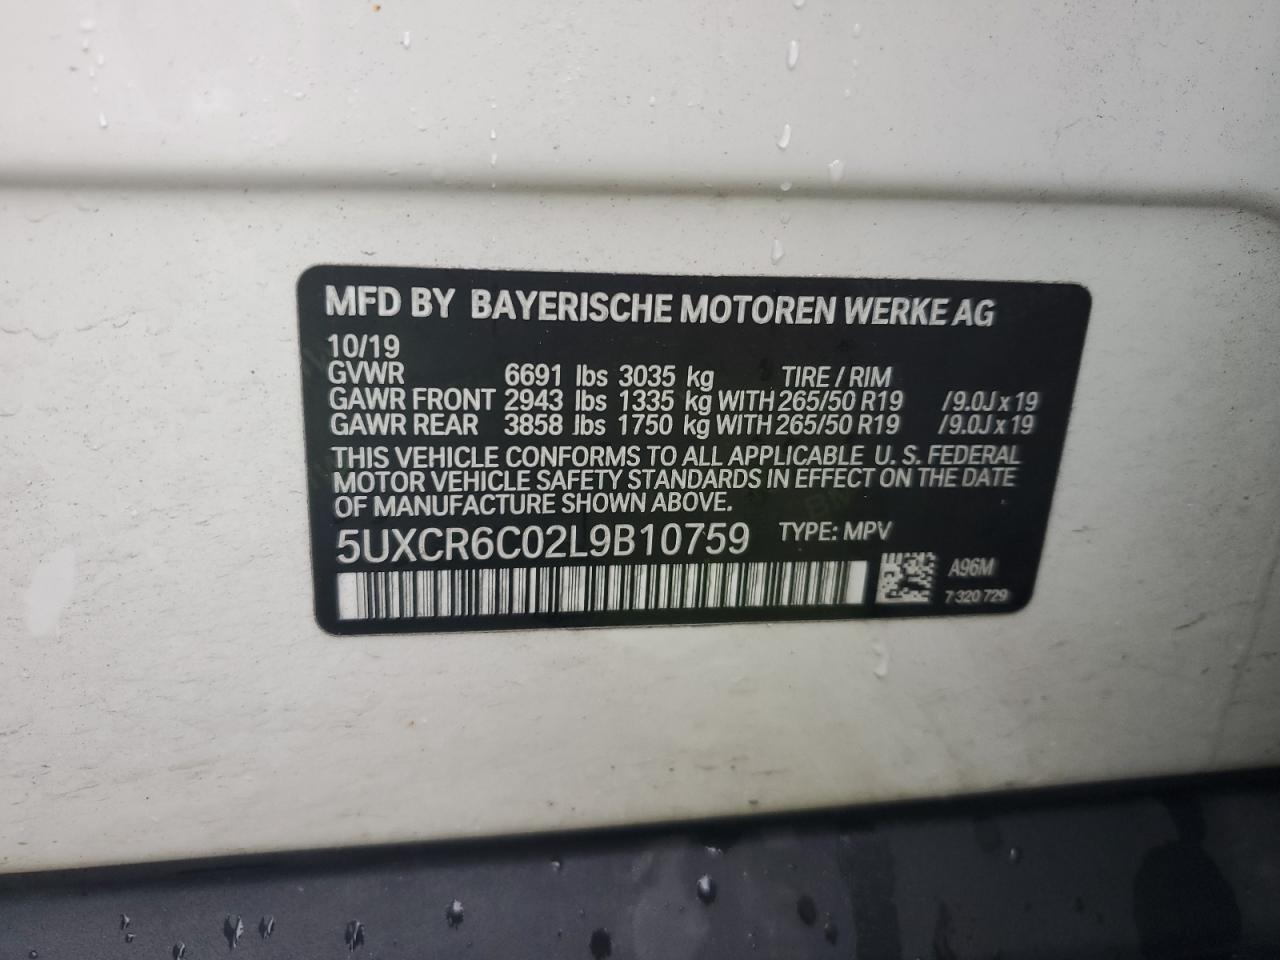 MFD BY BAYERISCHE MOTOREN WERKE AG
10/19
GVWR 6691 lbs 3035 kg TIRE / RIM
GAWR FRONT 2943 lbs 1335 kg WITH 265/50 R19 /9.0J x 19
GAWR REAR 3858 lbs 1750 kg WITH 265/50 R19 /9.0J x 19
THIS VEHICLE CONFORMS TO ALL APPLICABLE U. S. FEDERAL
MOTOR VEHICLE SAFETY STANDARDS IN EFFECT ON THE DATE
OF MANUFACTURE SHOWN ABOVE.
5UXCR6C02L9B10759 TYPE: MPV
A96M
7 320 729